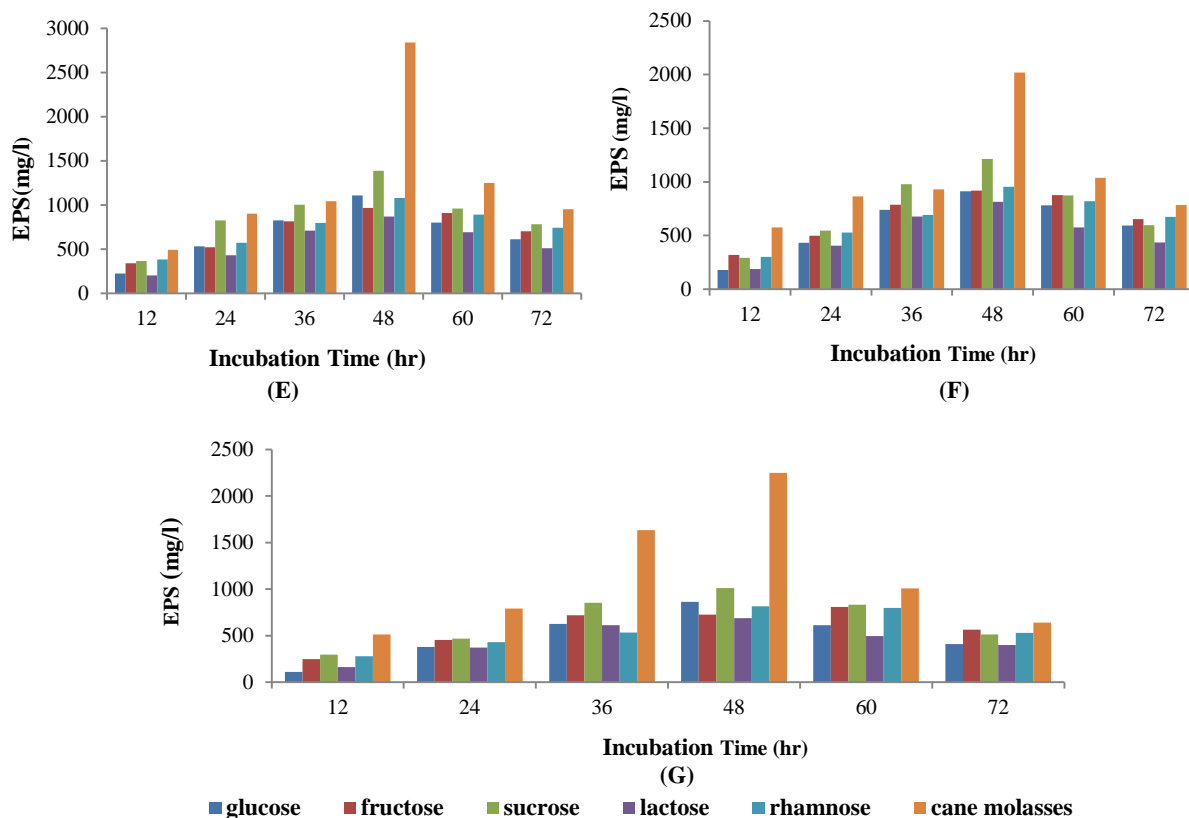 3000
2500
2000
1500
1000
500
0
EPS(mg/l)
12 24 36 48 60 72
Incubation Time (hr)
(E)
2500
2000
1500
1000
500
0
EPS (mg/l)
12 24 36 48 60 72
Incubation Time (hr)
(F)
2500
2000
1500
1000
500
0
EPS (mg/l)
12 24 36 48 60 72
Incubation Time (hr)
(G)
glucose fructose sucrose lactose rhamnose cane molasses